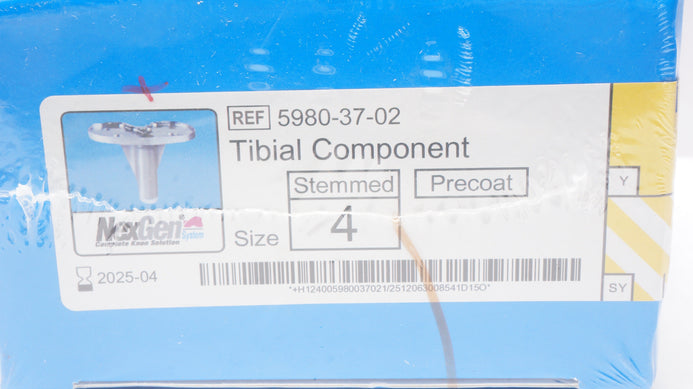 REF 5980-37-02
Tibial Component
Stemmed Precoat
Size 4
NexGen System
Complete Knee Solution
2025-04
*+H124005980037021/2512063008541D15O*
Y
SY